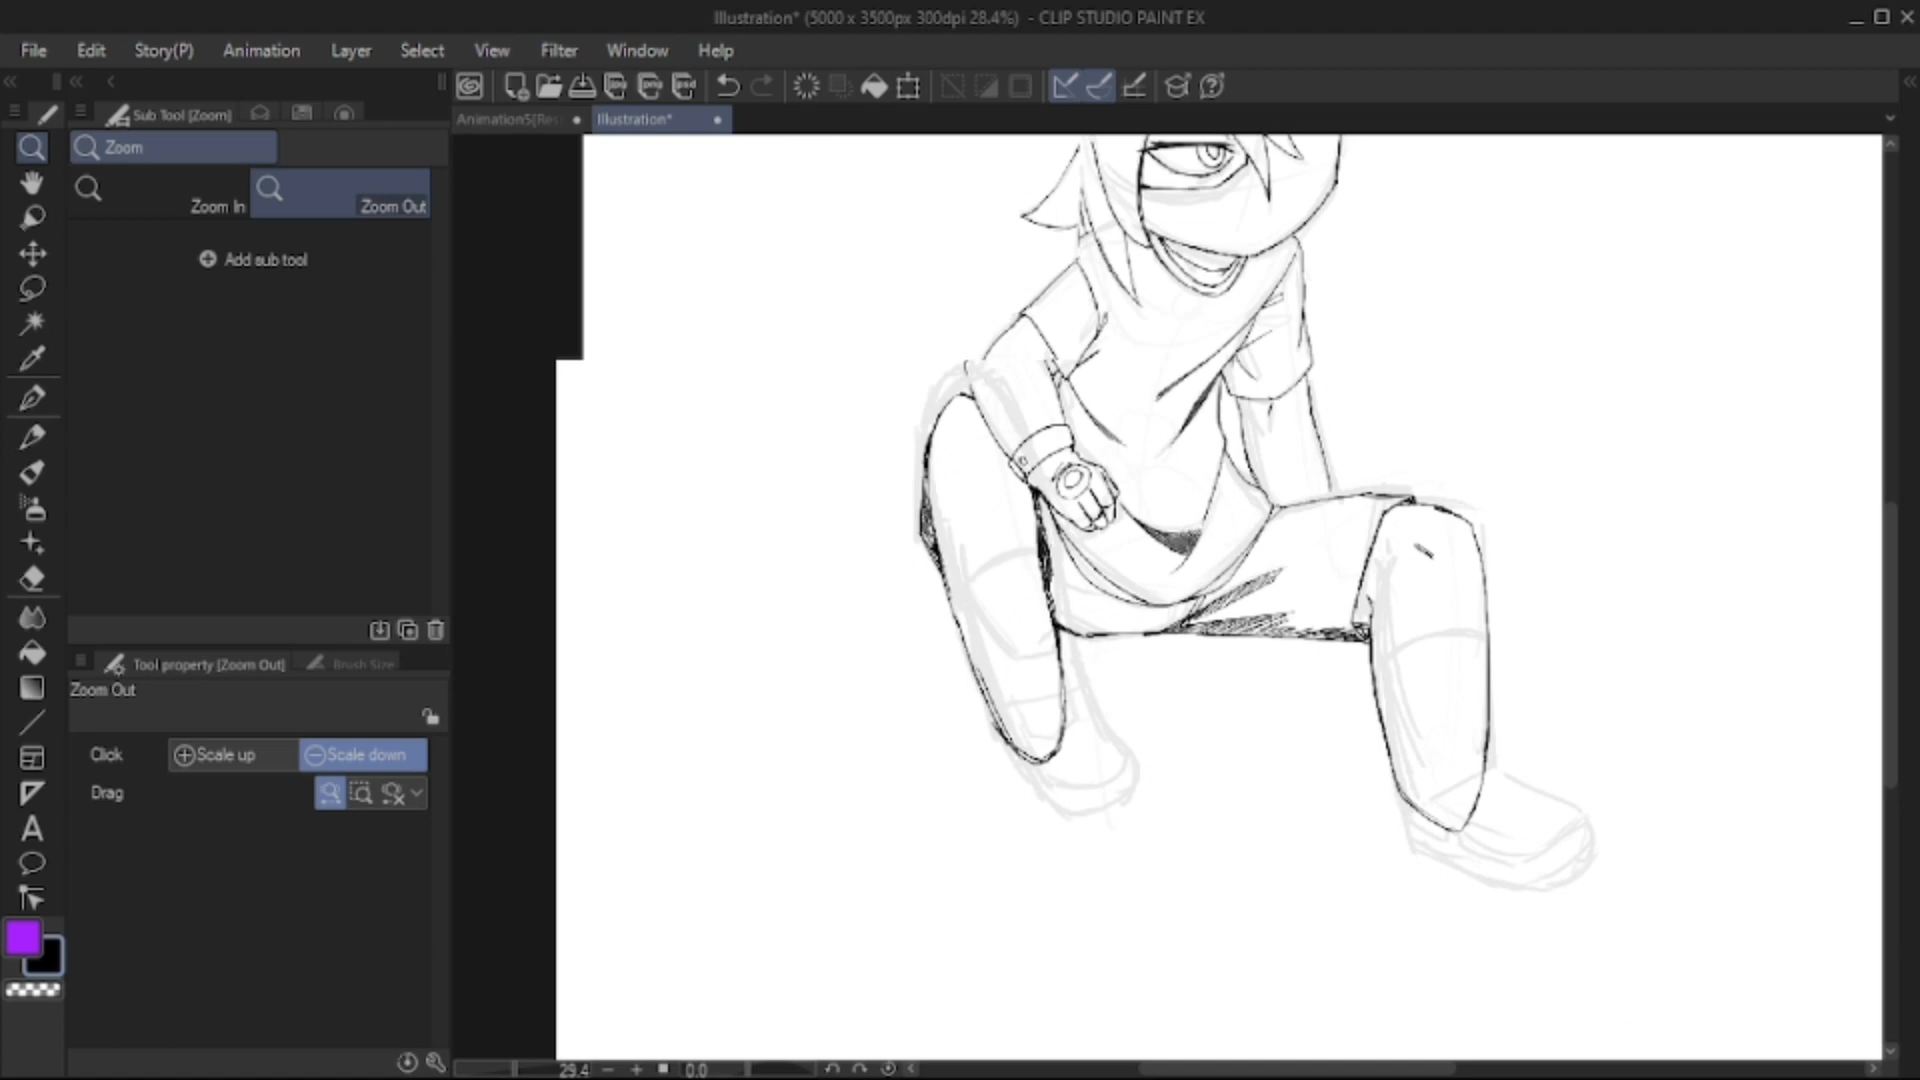 Illustration* (5000 x 3500px 300dpi 28.4%) - CLIP STUDIO PAINT EX
File Edit Story(P) Animation Layer Select View Filter Window Help
Sub Tool [Zoom]
Animation5[Res
Illustration*
Zoom
Zoom In
Zoom Out
Add sub tool
Tool property [Zoom Out]
Brush Size
Zoom Out
Click
Scale up
Scale down
Drag
A
29.4
0.0